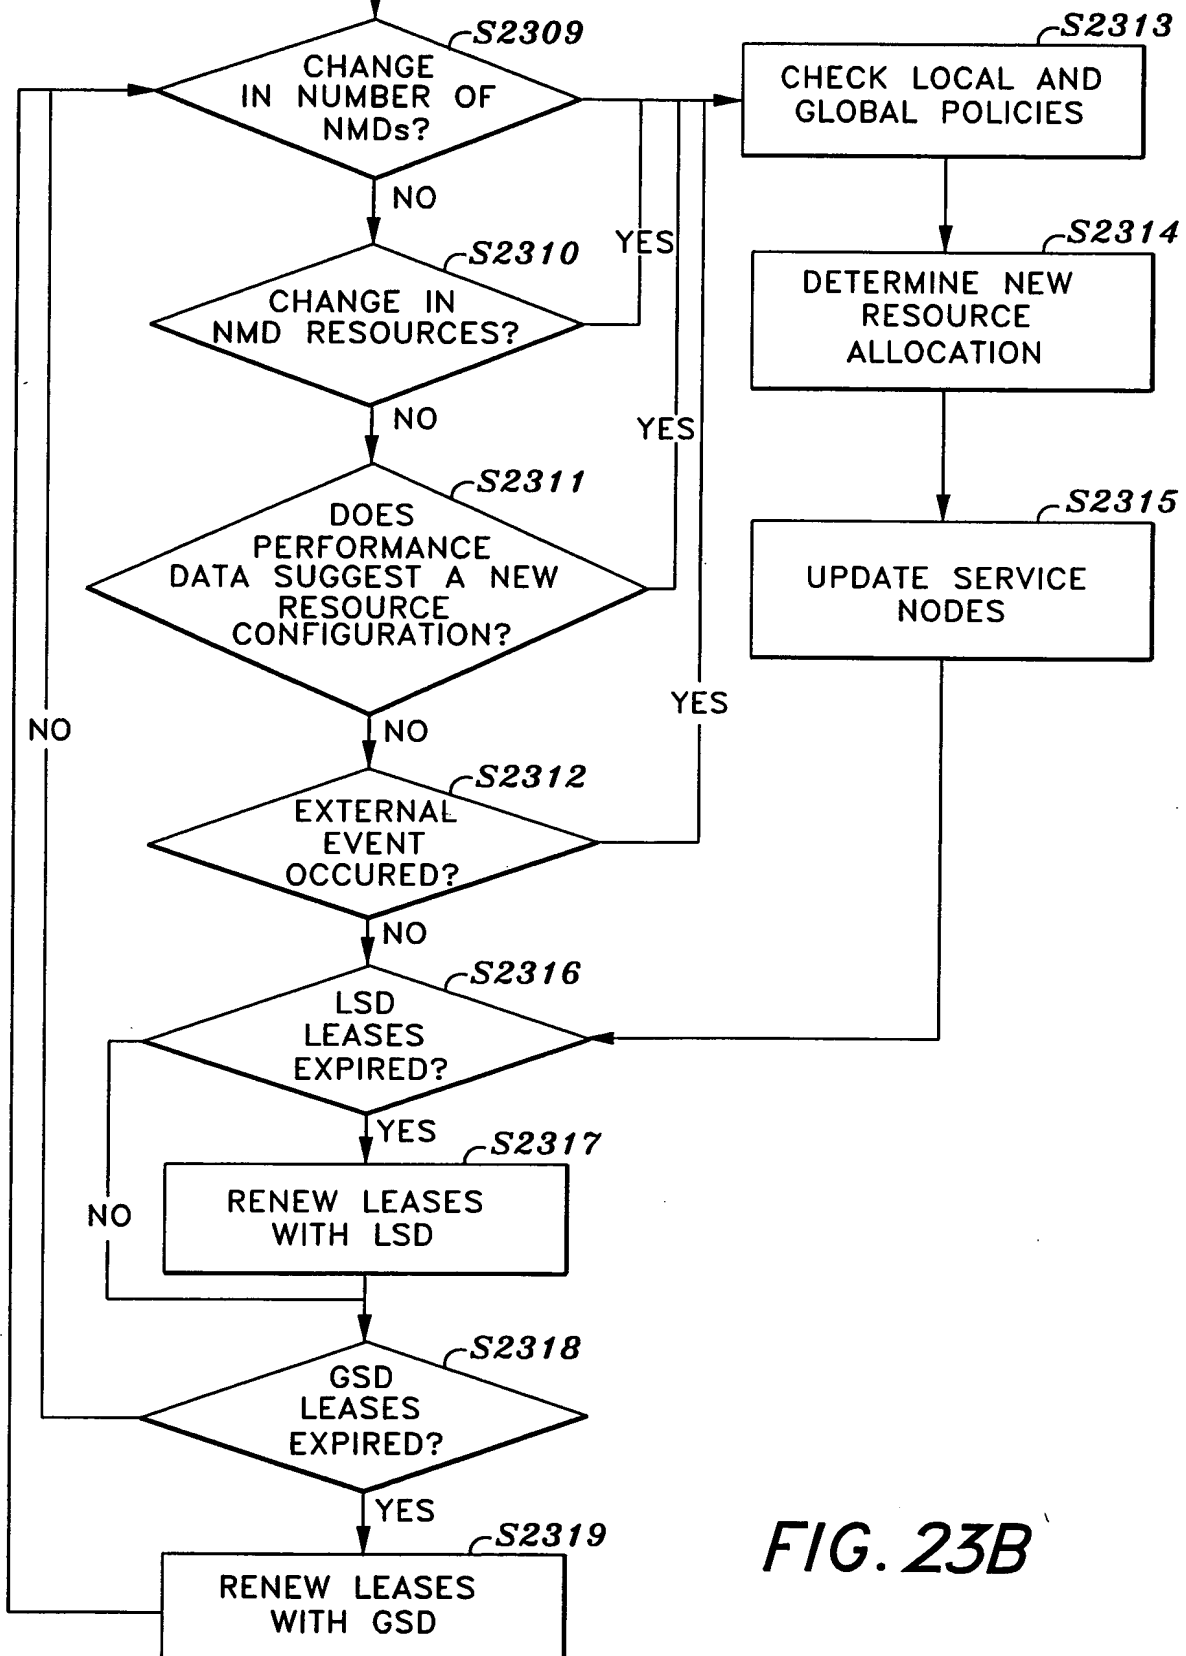 S2309
CHANGE
IN NUMBER OF
NMDs?
S2313
CHECK LOCAL AND
GLOBAL POLICIES
NO
YES
S2310
CHANGE IN
NMD RESOURCES?
S2314
DETERMINE NEW
RESOURCE
ALLOCATION
NO
YES
S2311
DOES
PERFORMANCE
DATA SUGGEST A NEW
RESOURCE
CONFIGURATION?
S2315
UPDATE SERVICE
NODES
YES
NO
NO
S2312
EXTERNAL
EVENT
OCCURED?
NO
S2316
LSD
LEASES
EXPIRED?
YES
S2317
RENEW LEASES
WITH LSD
NO
S2318
GSD
LEASES
EXPIRED?
YES
S2319
RENEW LEASES
WITH GSD
FIG. 23B